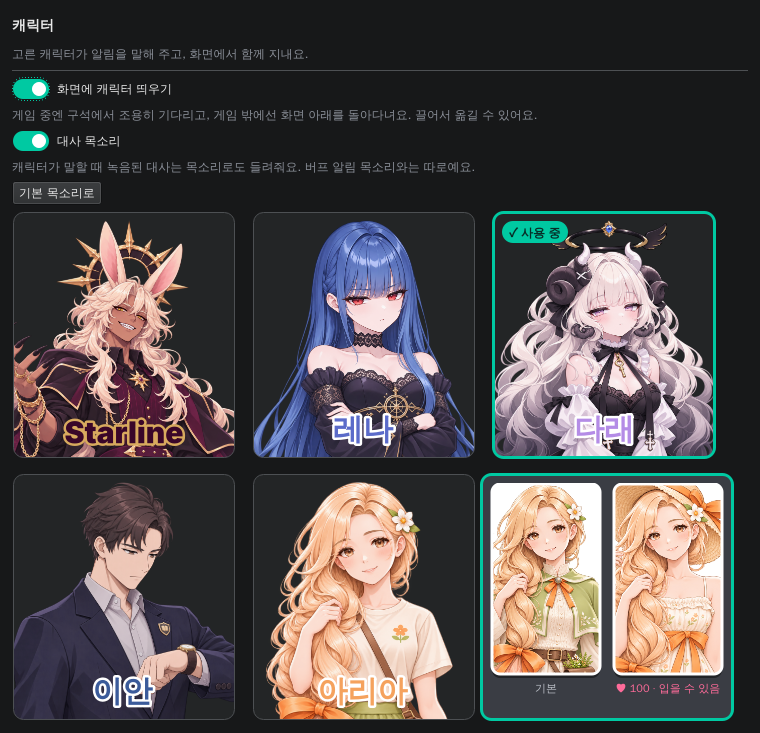 캐릭터
고른 캐릭터가 알림을 말해 주고, 화면에서 함께 지내요.
화면에 캐릭터 띄우기
게임 중엔 구석에서 조용히 기다리고, 게임 밖에선 화면 아래를 돌아다녀요. 끌어서 옮길 수 있어요.
대사 목소리
캐릭터가 말할 때 녹음된 대사는 목소리로도 들려줘요. 버프 알림 목소리와는 따로예요.
기본 목소리로
✓ 사용 중
Starline
레나
다래
이안
아리아
기본
♥ 100 · 입을 수 있음